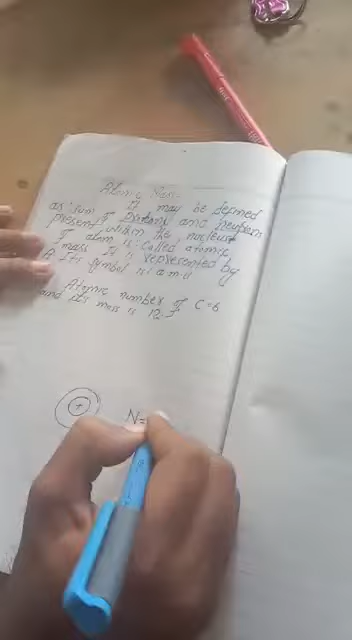 Atomic Mass:-
It may be defined
as sum of Protons and neutron
present within the nucleus
of atom is called atomic
mass. It is represented by
A Its symbol is a.m.u
Atomic number of C=6
and its mass is 12.
+
N=